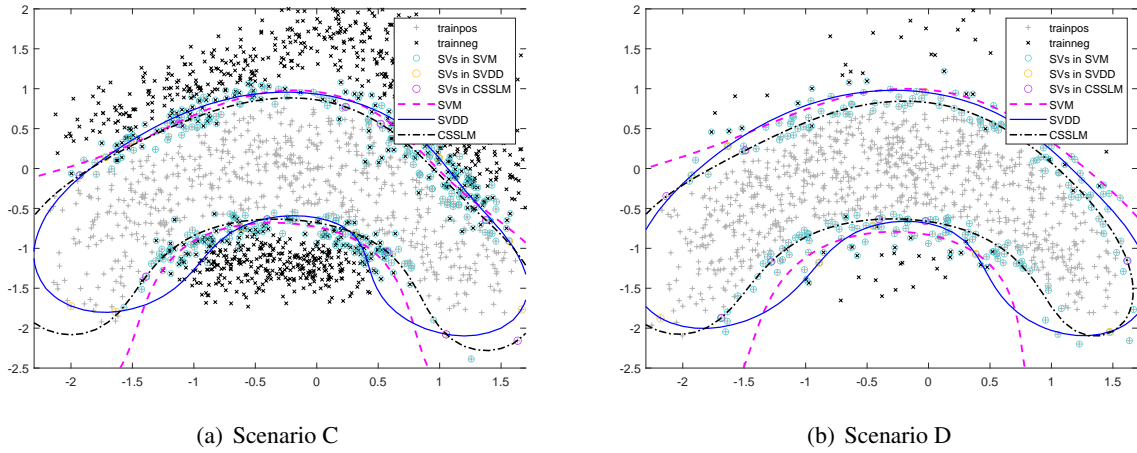 2
1.5
1
0.5
0
-0.5
-1
-1.5
-2
-2.5
-2 -1.5 -1 -0.5 0 0.5 1 1.5
trainpos
trainneg
SVs in SVM
SVs in SVDD
SVs in CSSLM
SVM
SVDD
CSSLM
(a) Scenario C
2
1.5
1
0.5
0
-0.5
-1
-1.5
-2
-2.5
-2 -1.5 -1 -0.5 0 0.5 1 1.5
trainpos
trainneg
SVs in SVM
SVs in SVDD
SVs in CSSLM
SVM
SVDD
CSSLM
(b) Scenario D